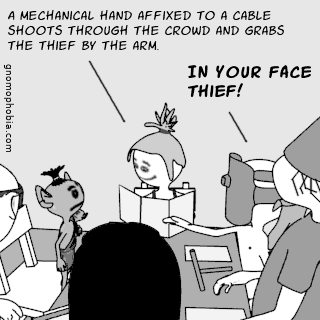 A MECHANICAL HAND AFFIXED TO A CABLE
SHOOTS THROUGH THE CROWD AND GRABS
THE THIEF BY THE ARM.
IN YOUR FACE
THIEF!
gnomophobia.com